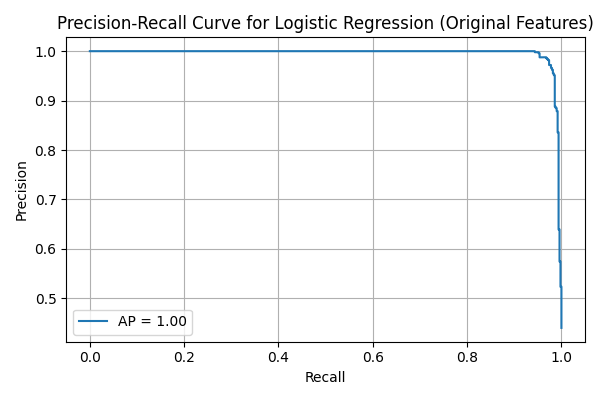 Precision-Recall Curve for Logistic Regression (Original Features)
1.0
0.9
0.8
0.7
0.6
0.5
Precision
AP = 1.00
0.0 0.2 0.4 0.6 0.8 1.0
Recall